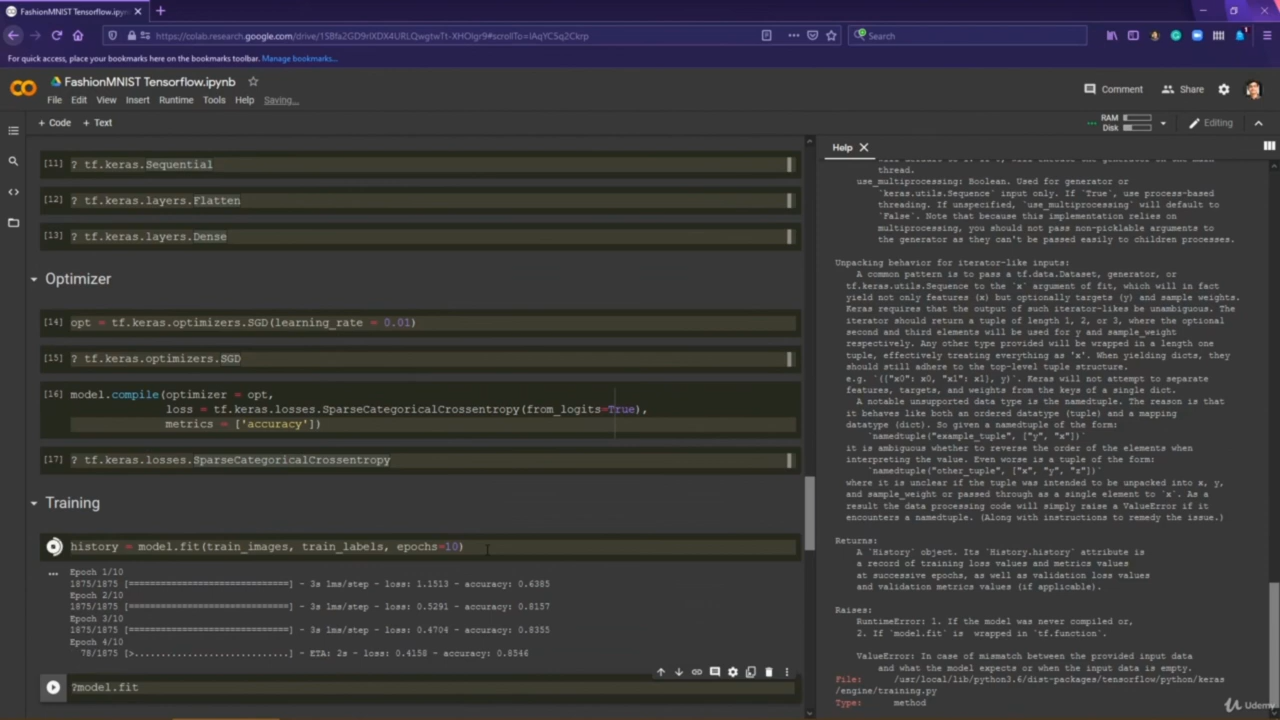 FashionMNIST Tensorflow.ipyn
https://colab.research.google.com/drive/15Bfa2GD9rIXDX4URLQwgtwTt-XHOlgr9#scrollTo=IAqYC5q2Ckrp
Search
For quick access, place your bookmarks here on the bookmarks toolbar. Manage bookmarks...
FashionMNIST Tensorflow.ipynb
File Edit View Insert Runtime Tools Help Saving...
Comment Share
+ Code + Text
RAM
Disk
Editing
[11] ? tf.keras.Sequential
[12] ? tf.keras.layers.Flatten
[13] ? tf.keras.layers.Dense
Optimizer
[14] opt = tf.keras.optimizers.SGD(learning_rate = 0.01)
[15] ? tf.keras.optimizers.SGD
[16] model.compile(optimizer = opt,
loss = tf.keras.losses.SparseCategoricalCrossentropy(from_logits=True),
metrics = ['accuracy'])
[17] ? tf.keras.losses.SparseCategoricalCrossentropy
Training
history = model.fit(train_images, train_labels, epochs=10)
Epoch 1/10
1875/1875 [==============================] - 3s 1ms/step - loss: 1.1513 - accuracy: 0.6385
Epoch 2/10
1875/1875 [==============================] - 3s 1ms/step - loss: 0.5291 - accuracy: 0.8157
Epoch 3/10
1875/1875 [==============================] - 3s 1ms/step - loss: 0.4704 - accuracy: 0.8355
Epoch 4/10
78/1875 [>.............................] - ETA: 2s - loss: 0.4158 - accuracy: 0.8546
?model.fit
Help
thread.
use_multiprocessing: Boolean. Used for generator or
`keras.utils.Sequence` input only. If `True`, use process-based
threading. If unspecified, `use_multiprocessing` will default to
`False`. Note that because this implementation relies on
multiprocessing, you should not pass non-picklable arguments to
the generator as they can't be passed easily to children processes.
Unpacking behavior for iterator-like inputs:
A common pattern is to pass a tf.data.Dataset, generator, or
tf.keras.utils.Sequence to the `x` argument of fit, which will in fact
yield not only features (x) but optionally targets (y) and sample weights.
Keras requires that the output of such iterator-likes be unambiguous. The
iterator should return a tuple of length 1, 2, or 3, where the optional
second and third elements will be used for y and sample_weight
respectively. Any other type provided will be wrapped in a length one
tuple, effectively treating everything as 'x'. When yielding dicts, they
should still adhere to the top-level tuple structure.
e.g. `({"x0": x0, "x1": x1}, y)`. Keras will not attempt to separate
features, targets, and weights from the keys of a single dict.
A notable unsupported data type is the namedtuple. The reason is that
it behaves like both an ordered datatype (tuple) and a mapping
datatype (dict). So given a namedtuple of the form:
`namedtuple("example_tuple", ["y", "x"])`
it is ambiguous whether to reverse the order of the elements when
interpreting the value. Even worse is a tuple of the form:
`namedtuple("other_tuple", ["x", "y", "z"])`
where it is unclear if the tuple was intended to be unpacked into x, y,
and sample_weight or passed through as a single element to `x`. As a
result the data processing code will simply raise a ValueError if it
encounters a namedtuple. (Along with instructions to remedy the issue.)
Returns:
A `History` object. Its `History.history` attribute is
a record of training loss values and metrics values
at successive epochs, as well as validation loss values
and validation metrics values (if applicable).
Raises:
RuntimeError: 1. If the model was never compiled or,
2. If `model.fit` is wrapped in `tf.function`.
ValueError: In case of mismatch between the provided input data
and what the model expects or when the input data is empty.
File: /usr/local/lib/python3.6/dist-packages/tensorflow/python/keras
/engine/training.py
Type: method
Udemy